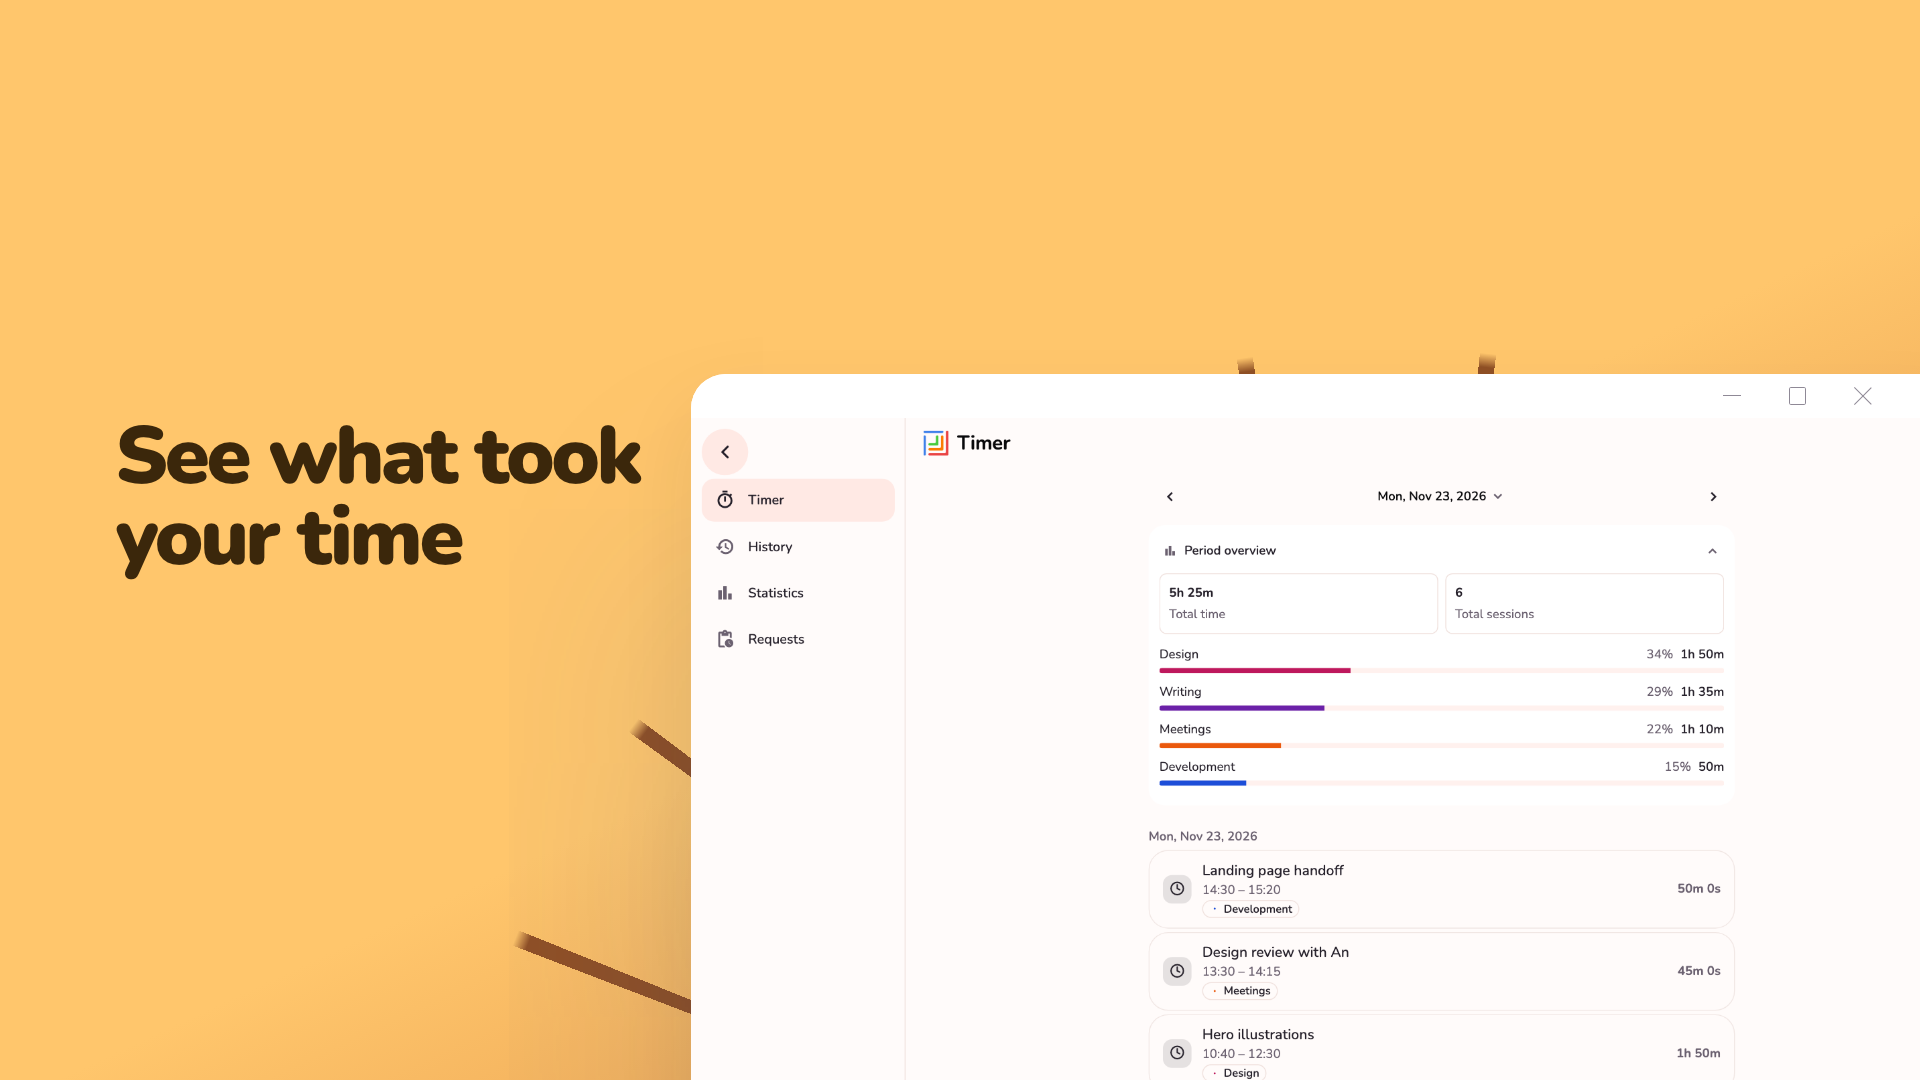 See what took
your time
Timer
Timer
History
Statistics
Requests
Mon, Nov 23, 2026
Period overview
5h 25m
Total time
6
Total sessions
Design 34% 1h 50m
Writing 29% 1h 35m
Meetings 22% 1h 10m
Development 15% 50m
Mon, Nov 23, 2026
Landing page handoff
14:30 – 15:20
50m 0s
Development
Design review with An
13:30 – 14:15
45m 0s
Meetings
Hero illustrations
10:40 – 12:30
1h 50m
Design